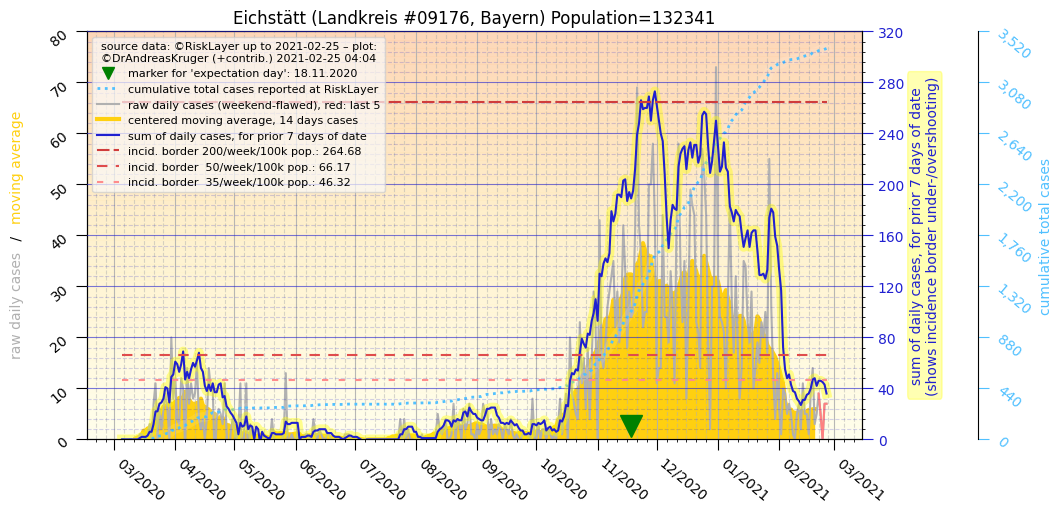 Eichstätt (Landkreis #09176, Bayern) Population=132341
source data: ©RiskLayer up to 2021-02-25 – plot:
©DrAndreasKruger (+contrib.) 2021-02-25 04:04
marker for 'expectation day': 18.11.2020
cumulative total cases reported at RiskLayer
raw daily cases (weekend-flawed), red: last 5
centered moving average, 14 days cases
sum of daily cases, for prior 7 days of date
incid. border 200/week/100k pop.: 264.68
incid. border 50/week/100k pop.: 66.17
incid. border 35/week/100k pop.: 46.32
raw daily cases / moving average
80
70
60
50
40
30
20
10
0
03/2020
04/2020
05/2020
06/2020
07/2020
08/2020
09/2020
10/2020
11/2020
12/2020
01/2021
02/2021
03/2021
320
280
240
200
160
120
80
40
0
sum of daily cases, for prior 7 days of date
(shows incidence border under-/overshooting)
3,520
3,080
2,640
2,200
1,760
1,320
880
440
0
cumulative total cases